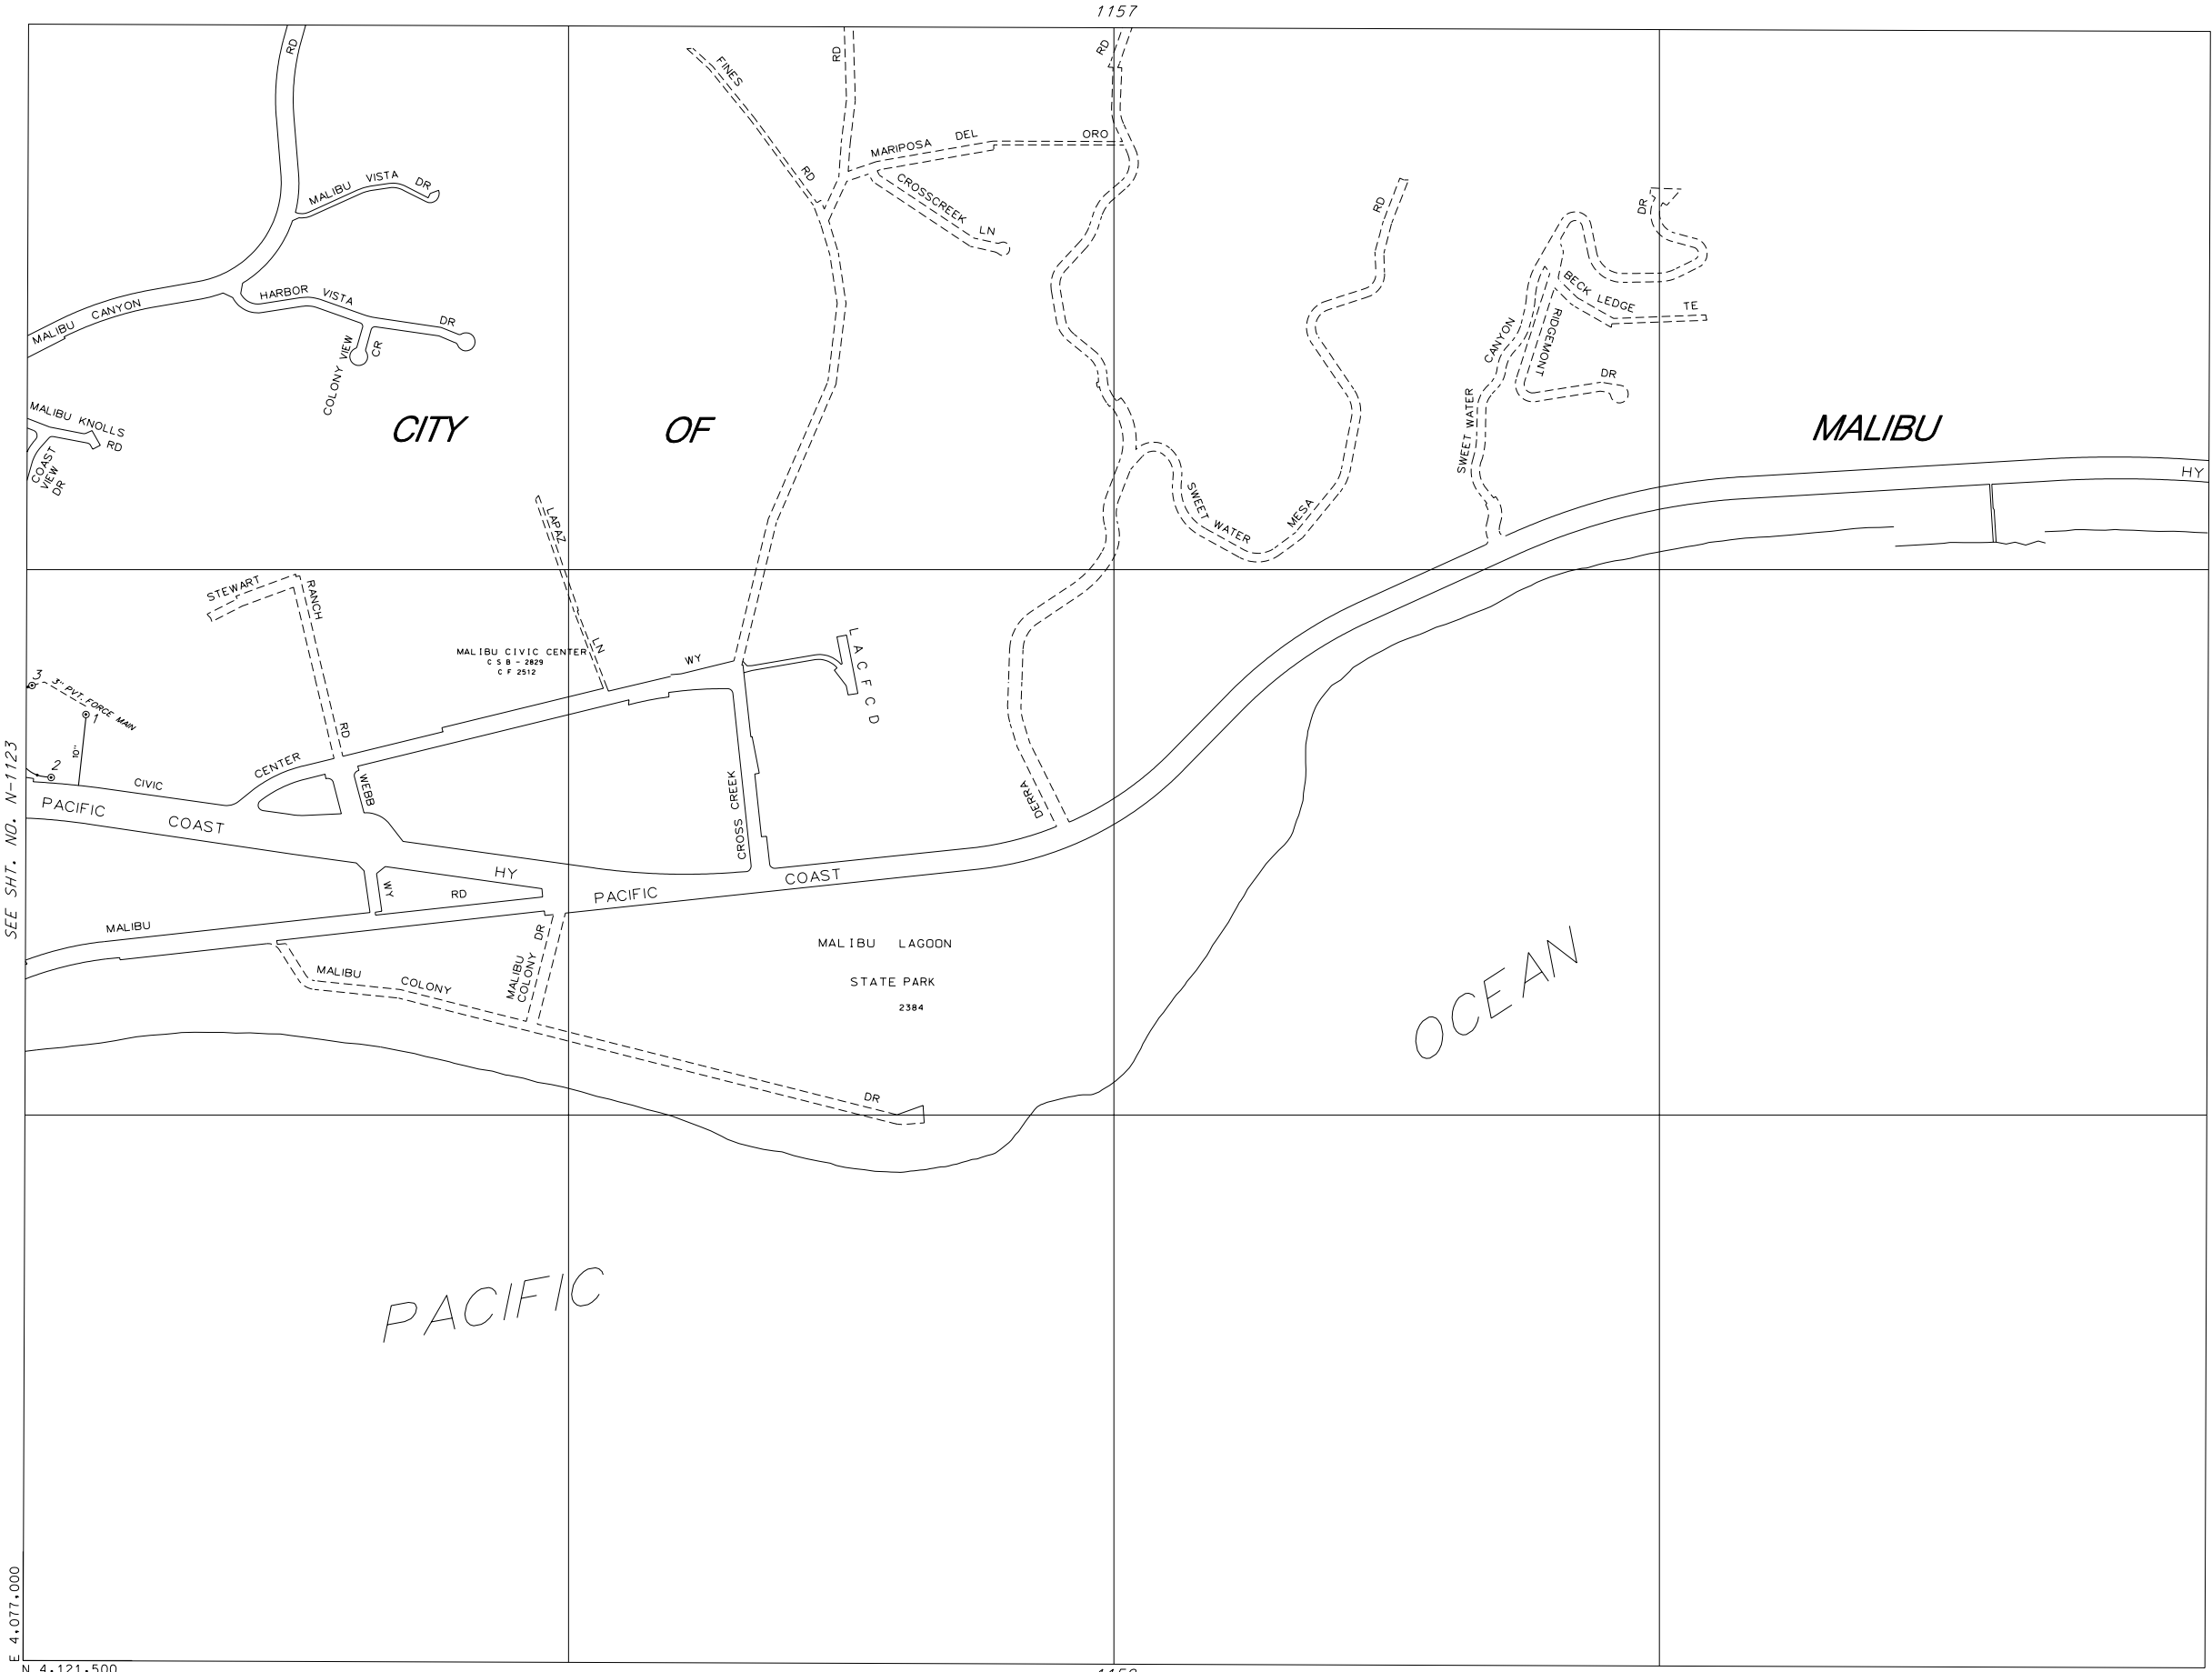 1157
RD
RD
RD
FINES
RD
MARIPOSA DEL ORO
CROSSCREEK LN
MALIBU VISTA DR
RD
DR
MALIBU CANYON
HARBOR VISTA DR
COLONY VIEW CR
BECK LEDGE TE
RIDGEMONT DR
SWEET WATER CANYON
MALIBU KNOLLS RD
COAST VIEW DR
CITY OF MALIBU
HY
SWEET WATER MESA
LAPAZ LN
STEWART RANCH RD
MALIBU CIVIC CENTER
C S B - 2829
C F 2512
WY
L A C F C D
3
3" PVT. FORCE MAIN
1
10"
2
CIVIC CENTER
WEBB WY
CROSS CREEK
SERRA
SEE SHT. NO. N-1123
PACIFIC COAST HY
PACIFIC COAST
MALIBU RD
MALIBU COLONY DR
MALIBU COLONY DR
MALIBU LAGOON
STATE PARK
2384
PACIFIC OCEAN
E 4,077,000
N 4,121,500